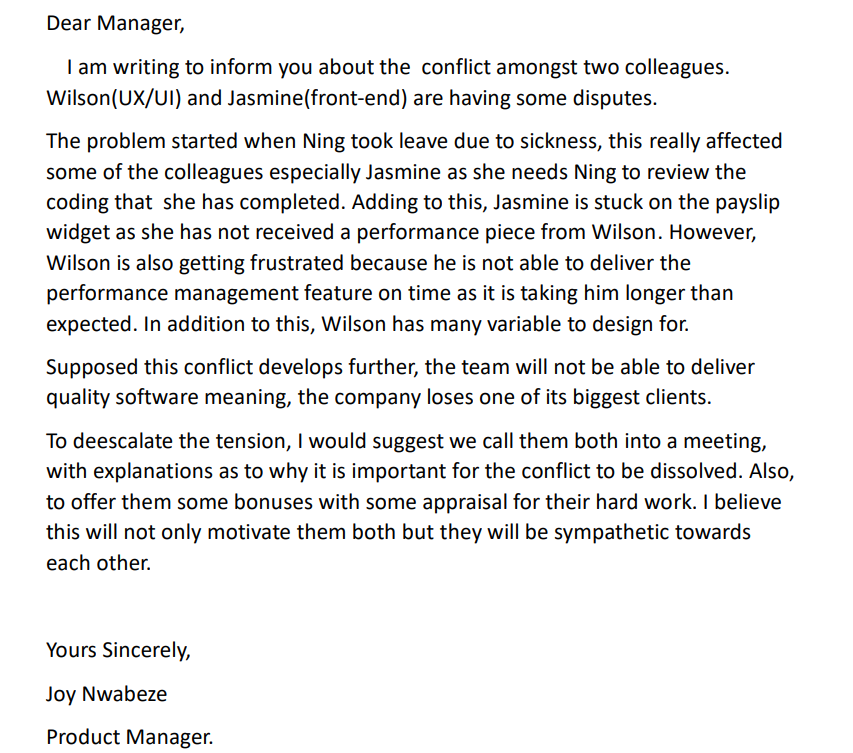 Dear Manager,
I am writing to inform you about the  conflict amongst two colleagues.
Wilson(UX/UI) and Jasmine(front-end) are having some disputes.
The problem started when Ning took leave due to sickness, this really affected
some of the colleagues especially Jasmine as she needs Ning to review the
coding that  she has completed. Adding to this, Jasmine is stuck on the payslip
widget as she has not received a performance piece from Wilson. However,
Wilson is also getting frustrated because he is not able to deliver the
performance management feature on time as it is taking him longer than
expected. In addition to this, Wilson has many variable to design for.
Supposed this conflict develops further, the team will not be able to deliver
quality software meaning, the company loses one of its biggest clients.
To deescalate the tension, I would suggest we call them both into a meeting,
with explanations as to why it is important for the conflict to be dissolved. Also,
to offer them some bonuses with some appraisal for their hard work. I believe
this will not only motivate them both but they will be sympathetic towards
each other.
Yours Sincerely,
Joy Nwabeze
Product Manager.